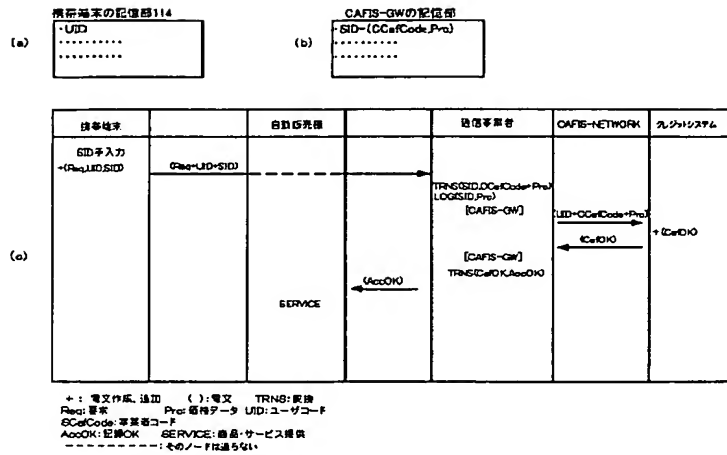 携帯端末の記憶部114
・UID
CAFIS-GWの記憶部
・SID-(CCafCode,Pro)
(a)
(b)
携帯端末
自動販売機
通信事業者
CAFIS-NETWORK
クレジットシステム
SID手入力
+(Req,UID,SID)
(Req+UID+SID)
TRNS(SID,CCafCode+Pro)
LOG(SID,Pro)
[CAFIS-GW]
(UID+CCafCode+Pro)
+(CafOK)
(CafOK)
(c)
[CAFIS-GW]
TRNS(CafOK,AccOK)
(AccOK)
SERVICE
+：電文作成、追加 ( ):電文 TRNS:変換
Req:要求 Pro:価格データ UID:ユーザコード
SCafCode:事業者コード
AccOK:記録OK SERVICE:商品・サービス提供
------------:そのノードは通らない